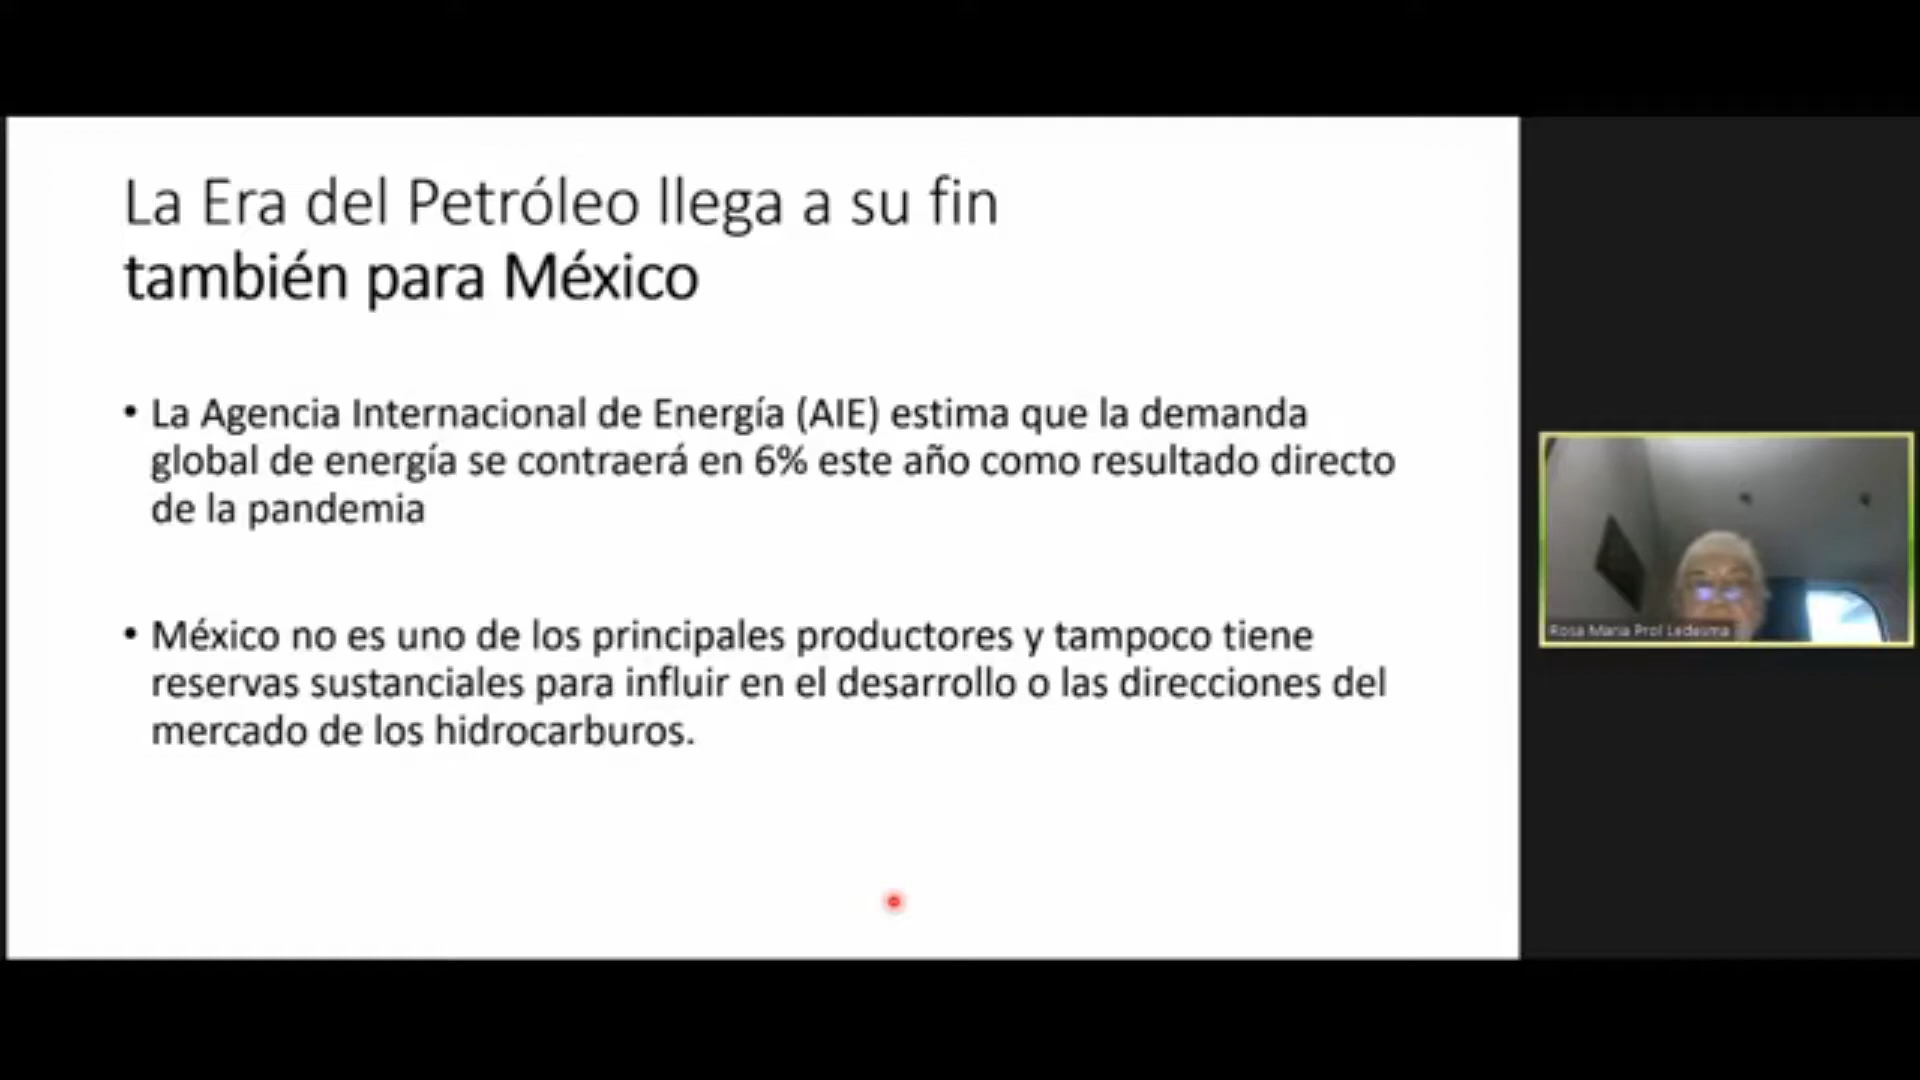 La Era del Petróleo llega a su fin
también para México
• La Agencia Internacional de Energía (AIE) estima que la demanda
global de energía se contraerá en 6% este año como resultado directo
de la pandemia
• México no es uno de los principales productores y tampoco tiene
reservas sustanciales para influir en el desarrollo o las direcciones del
mercado de los hidrocarburos.
Rosa Maria Prol Ledesma